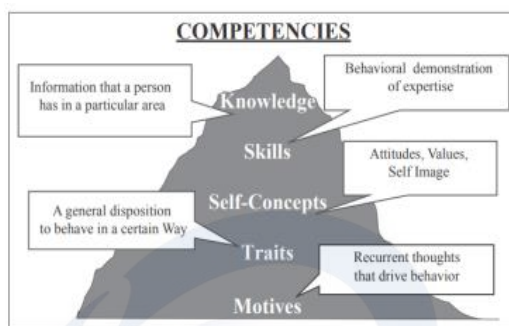 COMPETENCIES
Information that a person
has in a particular area
Knowledge
Behavioral demonstration
of expertise
Skills
Attitudes, Values,
Self Image
Self-Concepts
A general disposition
to behave in a certain Way
Traits
Recurrent thoughts
that drive behavior
Motives